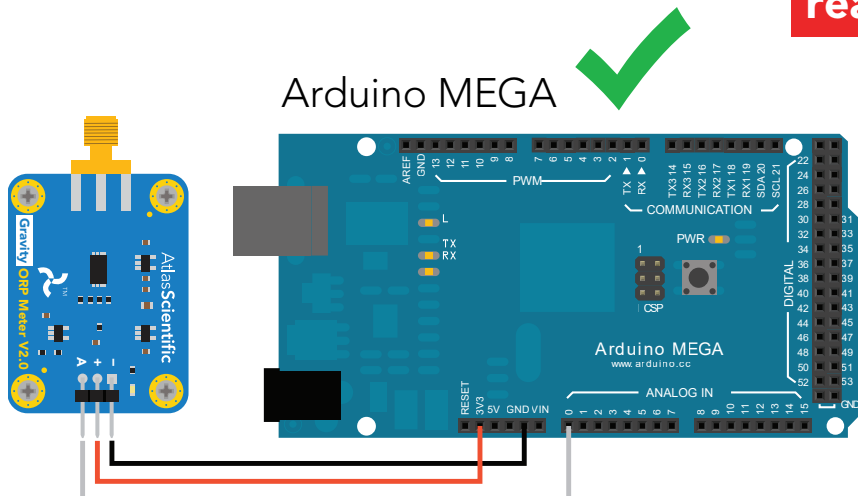 rea
Arduino MEGA
AREF
GND
13
12
11
10
9
8
7
6
5
4
3
2
TX ▶ 1
RX ▶ 0
TX3 14
RX3 15
TX2 16
RX2 17
TX1 18
RX1 19
SDA 20
SCL 21
PWM
COMMUNICATION
L
TX
RX
PWR
1
ICSP
22
24
26
28
30 31
32 33
34 35
36 37
38 39
40 41
42 43
44 45
46 47
48 49
50 51
52 53
DIGITAL
GND
Arduino MEGA
www.arduino.cc
ANALOG IN
RESET
3V3
5V
GND
VIN
0
1
2
3
4
5
6
7
8
9
10
11
12
13
14
15
Gravity ORP Meter V2.0
TM
AtlasScientific
A
+
−